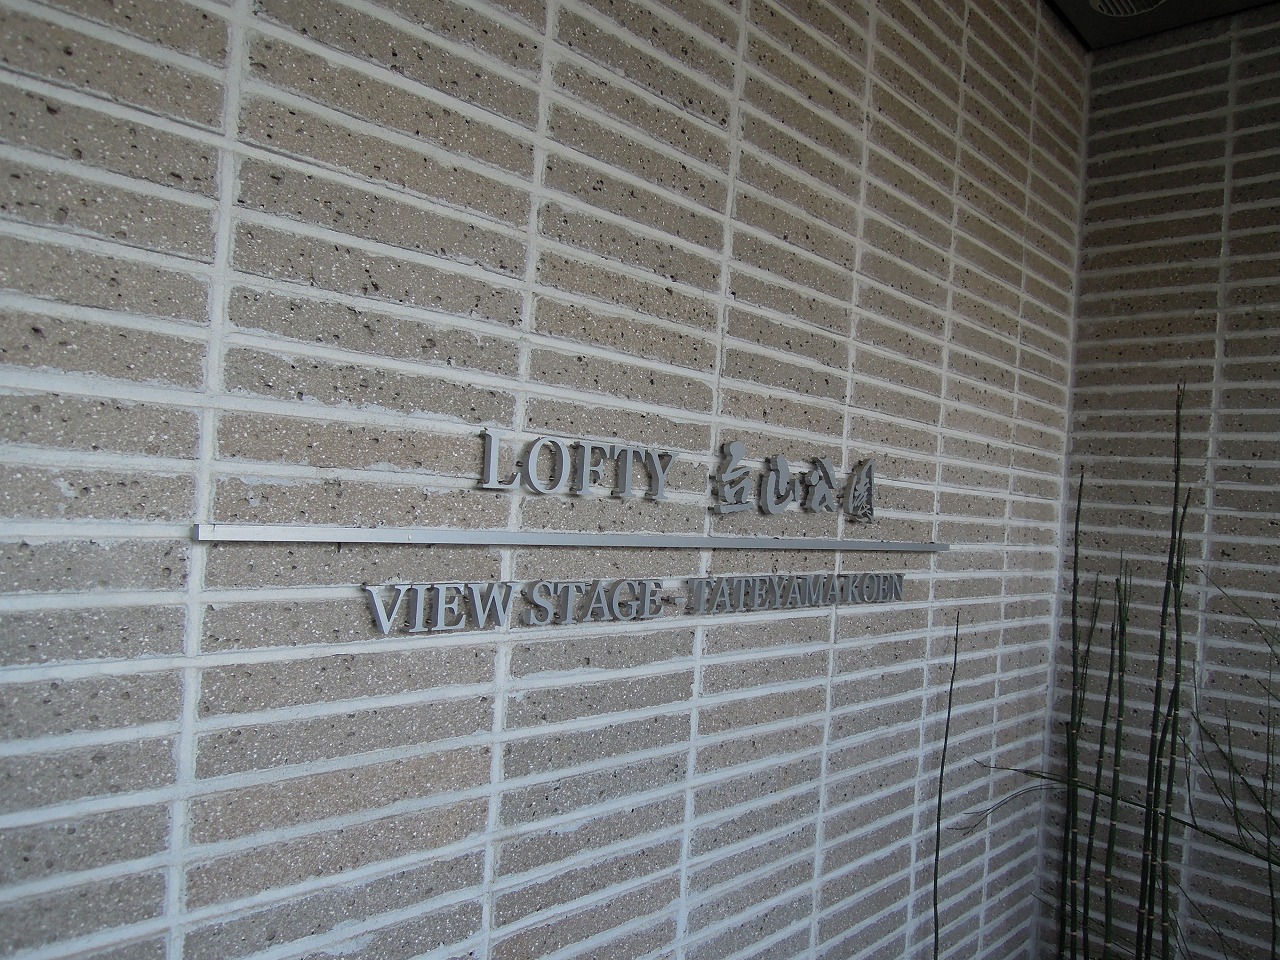 LOFTY 立山公園
VIEW STAGE - TATEYAMAKOEN